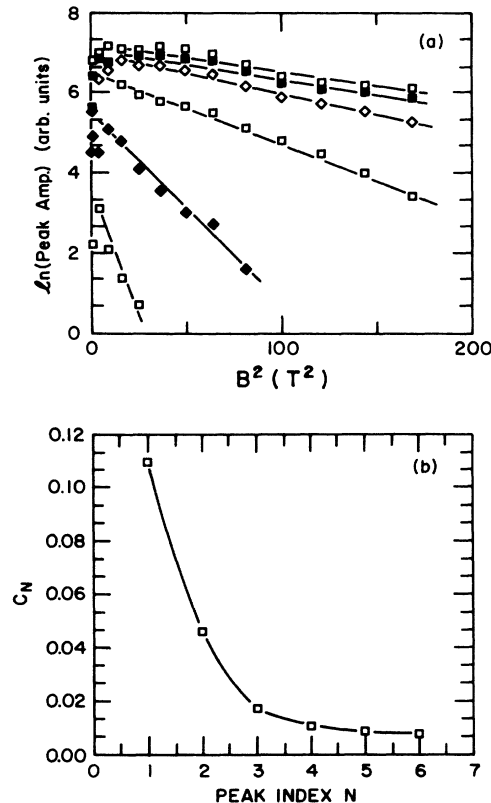 8
(a)
6
4
2
0
ℓn(Peak Amp.) (arb. units)
0 100 200
B² (T²)
0.12
(b)
0.10
0.08
0.06
0.04
0.02
0.00
C_N
0 1 2 3 4 5 6 7
PEAK INDEX N